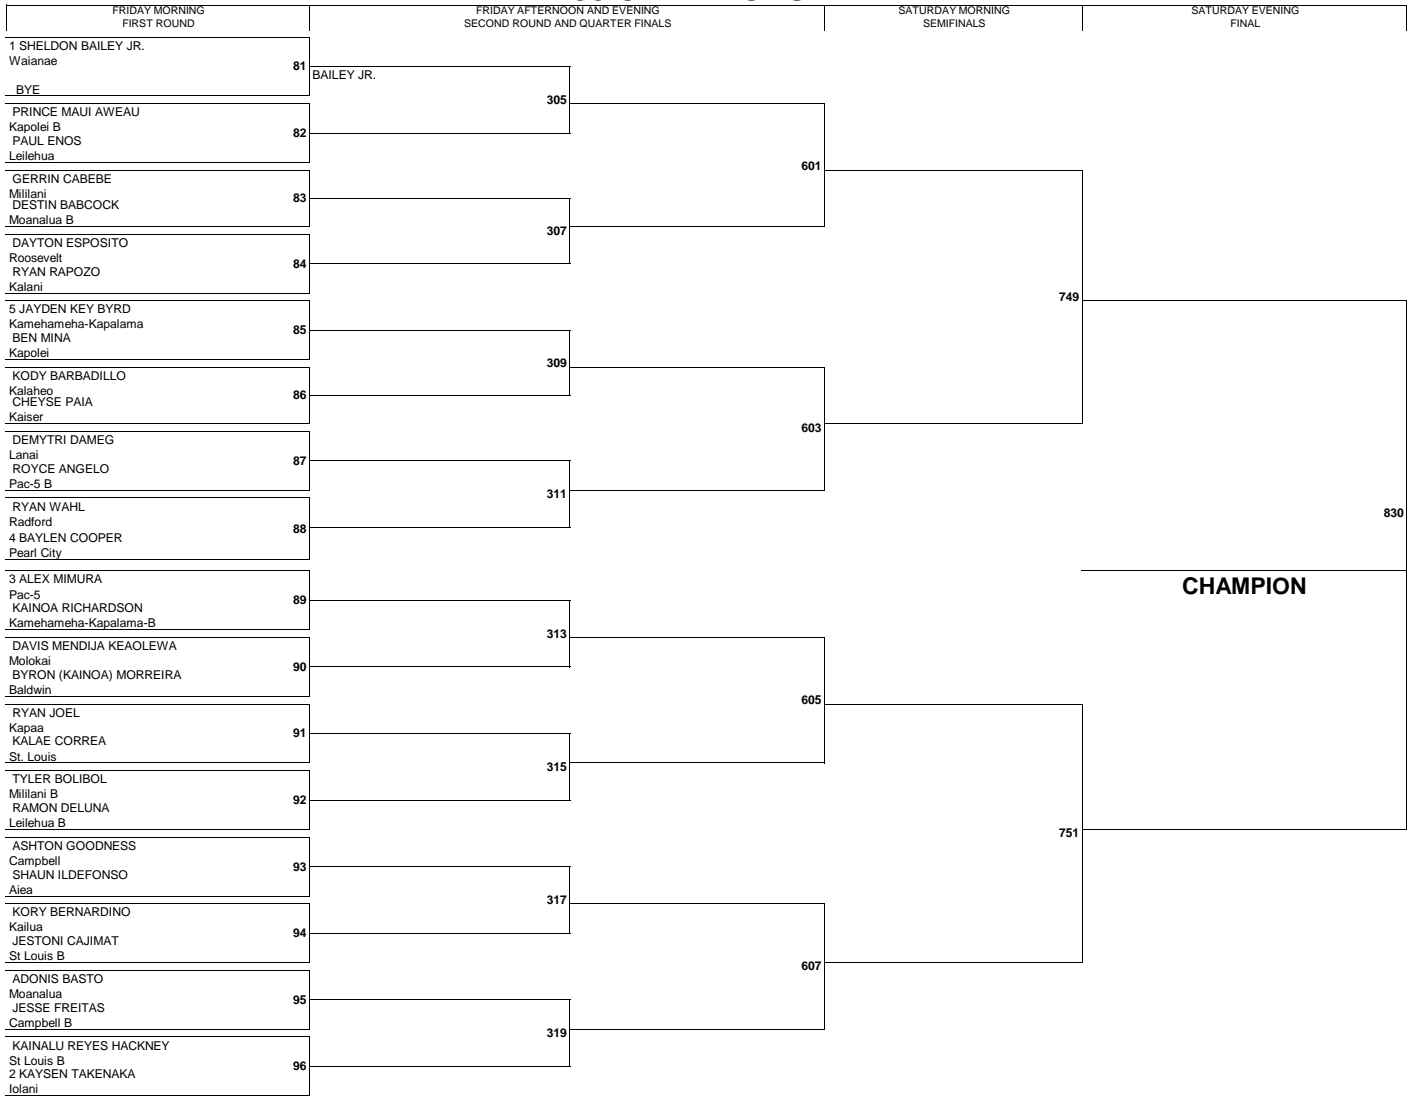 FRIDAY MORNING
FIRST ROUND
FRIDAY AFTERNOON AND EVENING
SECOND ROUND AND QUARTER FINALS
SATURDAY MORNING
SEMIFINALS
SATURDAY EVENING
FINAL
1 SHELDON BAILEY JR.
Waianae
81
BYE
BAILEY JR.
305
PRINCE MAUI AWEAU
Kapolei B
82
PAUL ENOS
Leilehua
601
GERRIN CABEBE
Mililani
83
DESTIN BABCOCK
Moanalua B
307
DAYTON ESPOSITO
Roosevelt
84
RYAN RAPOZO
Kalani
749
5 JAYDEN KEY BYRD
Kamehameha-Kapalama
85
BEN MINA
Kapolei
309
KODY BARBADILLO
Kalaheo
86
CHEYSE PAIA
Kaiser
603
DEMYTRI DAMEG
Lanai
87
ROYCE ANGELO
Pac-5 B
311
RYAN WAHL
Radford
88
4 BAYLEN COOPER
Pearl City
830
CHAMPION
3 ALEX MIMURA
Pac-5
89
KAINOA RICHARDSON
Kamehameha-Kapalama-B
313
DAVIS MENDIJA KEAOLEWA
Molokai
90
BYRON (KAINOA) MORREIRA
Baldwin
605
RYAN JOEL
Kapaa
91
KALAE CORREA
St. Louis
315
TYLER BOLIBOL
Mililani B
92
RAMON DELUNA
Leilehua B
751
ASHTON GOODNESS
Campbell
93
SHAUN ILDEFONSO
Aiea
317
KORY BERNARDINO
Kailua
94
JESTONI CAJIMAT
St Louis B
607
ADONIS BASTO
Moanalua
95
JESSE FREITAS
Campbell B
319
KAINALU REYES HACKNEY
St Louis B
96
2 KAYSEN TAKENAKA
Iolani